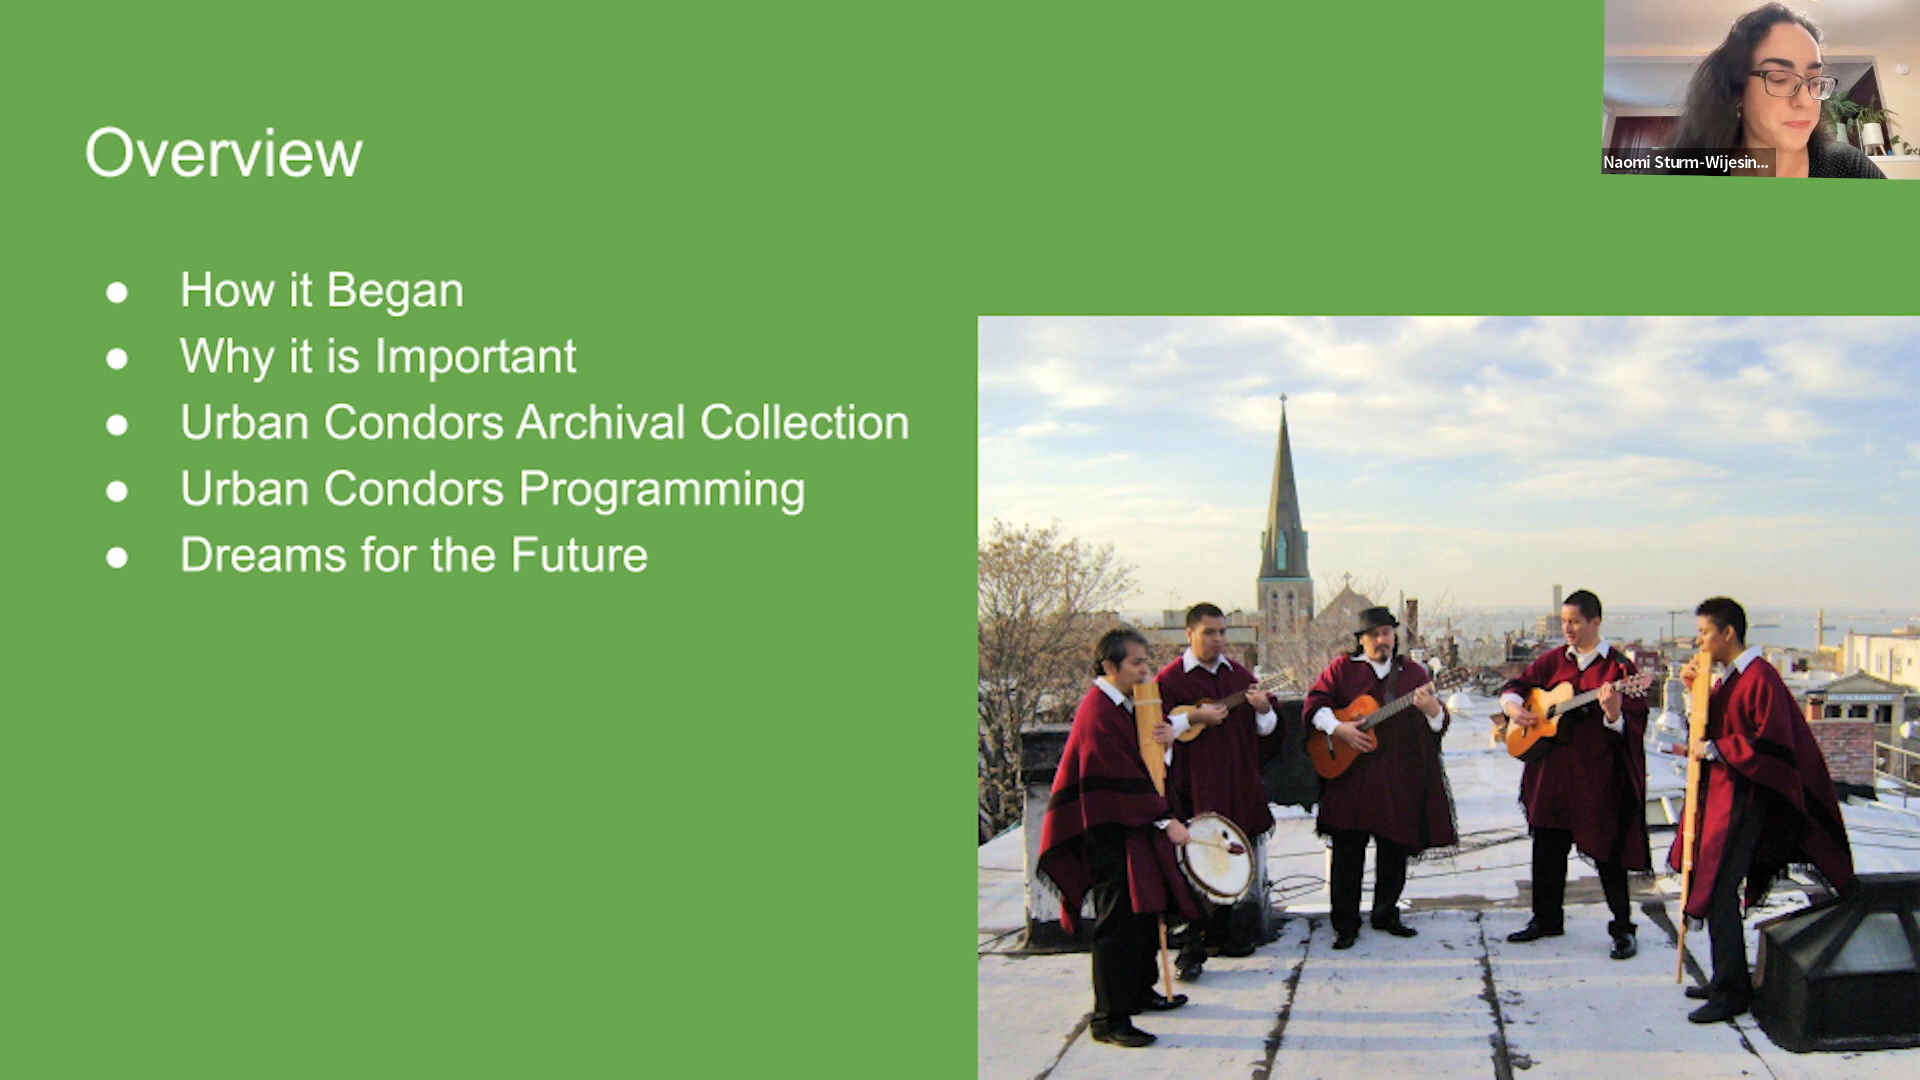 Overview
● How it Began
● Why it is Important
● Urban Condors Archival Collection
● Urban Condors Programming
● Dreams for the Future
Naomi Sturm-Wijesin...